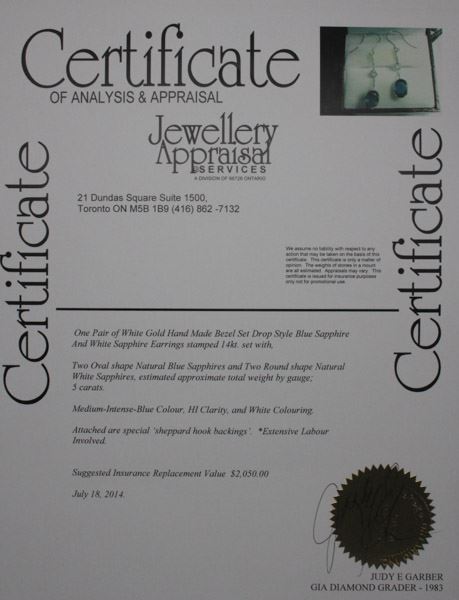 Certificate
OF ANALYSIS & APPRAISAL
Jewellery
Appraisal
SERVICES
A DIVISION OF 66726 ONTARIO
21 Dundas Square Suite 1500,
Toronto ON M5B 1B9 (416) 862 -7132
Certificate
Certificate
We assume no liability with respect to any
action that may be taken on the basis of this
certificate. This certificate is only a matter of
opinion. The weights of stones in a mount
are all estimated. Appraisals may vary. This
certificate is issued for insurance purposes
only not for promotional use.
One Pair of White Gold Hand Made Bezel Set Drop Style Blue Sapphire
And White Sapphire Earrings stamped 14kt. set with,
Two Oval shape Natural Blue Sapphires and Two Round shape Natural
White Sapphires, estimated approximate total weight by gauge;
5 carats.
Medium-Intense-Blue Colour, HI Clarity, and White Colouring.
Attached are special 'sheppard hook backings'. *Extensive Labour
Involved.
Suggested Insurance Replacement Value $2,050.00
July 18, 2014.
JUDY E GARBER
GIA DIAMOND GRADER - 1983